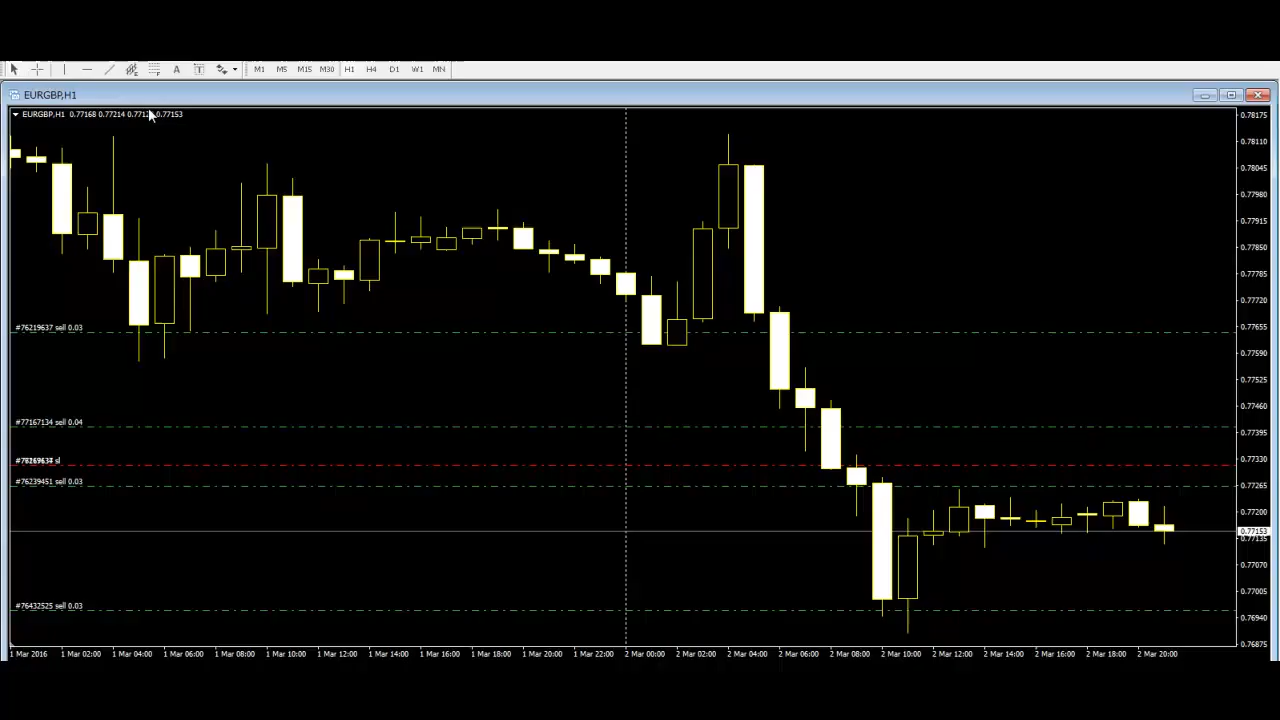 M1 M5 M15 M30 H1 H4 D1 W1 MN
EURGBP,H1
EURGBP,H1 0.77168 0.77214 0.77153
0.78175
0.78110
0.78045
0.77980
0.77915
0.77850
0.77785
0.77720
#76219637 sell 0.03
0.77655
0.77590
0.77525
0.77460
#77167134 sell 0.04
0.77395
sl
0.77330
#76239451 sell 0.03
0.77265
0.77200
0.77153
0.77135
0.77070
#76432525 sell 0.03
0.77005
0.76940
0.76875
1 Mar 2016 1 Mar 02:00 1 Mar 04:00 1 Mar 06:00 1 Mar 08:00 1 Mar 10:00 1 Mar 12:00 1 Mar 14:00 1 Mar 16:00 1 Mar 18:00 1 Mar 20:00 1 Mar 22:00 2 Mar 00:00 2 Mar 02:00 2 Mar 04:00 2 Mar 06:00 2 Mar 08:00 2 Mar 10:00 2 Mar 12:00 2 Mar 14:00 2 Mar 16:00 2 Mar 18:00 2 Mar 20:00